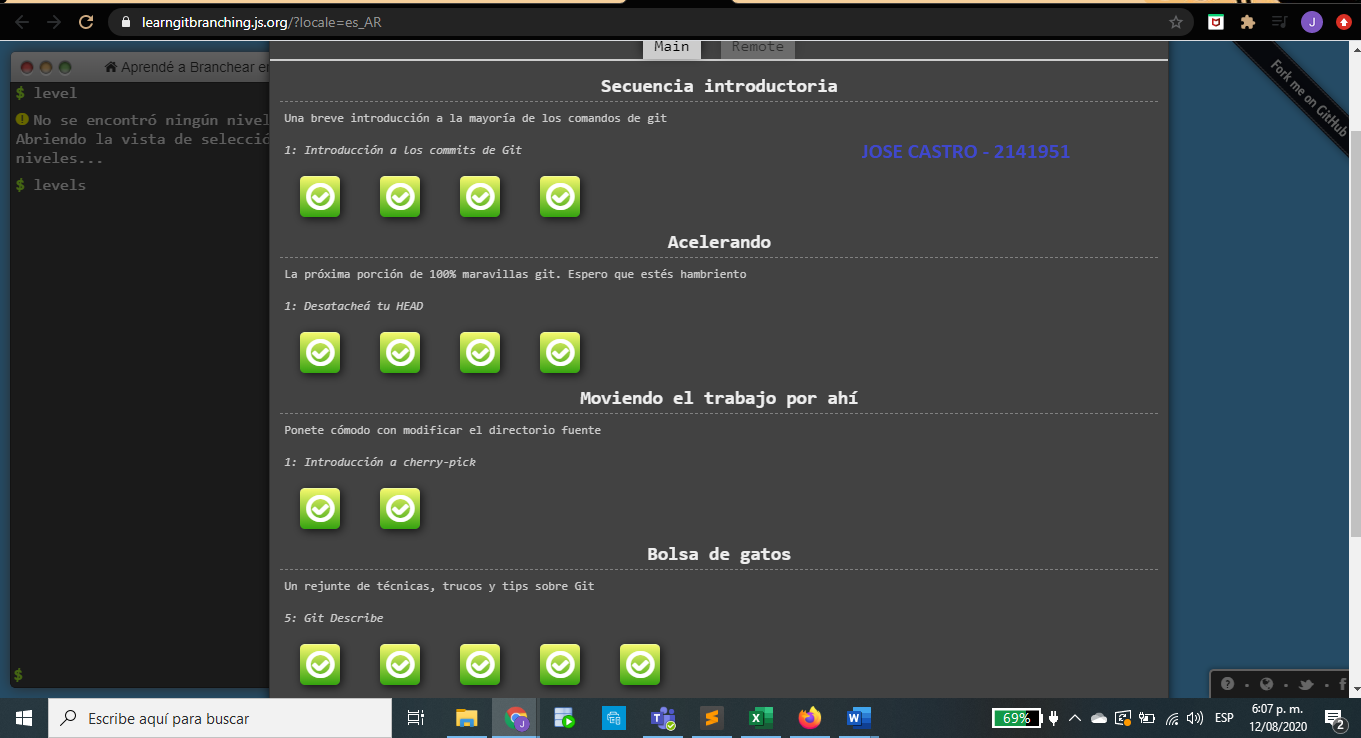 learngitbranching.js.org/?locale=es_AR
J
Main
Remote
Aprendé a Branchear en
$ level
No se encontró ningún nivel
Abriendo la vista de selecció
niveles...
$ levels
$
Fork me on GitHub
Secuencia introductoria
Una breve introducción a la mayoría de los comandos de git
1: Introducción a los commits de Git
JOSE CASTRO - 2141951
Acelerando
La próxima porción de 100% maravillas git. Espero que estés hambriento
1: Desatacheá tu HEAD
Moviendo el trabajo por ahí
Ponete cómodo con modificar el directorio fuente
1: Introducción a cherry-pick
Bolsa de gatos
Un rejunte de técnicas, trucos y tips sobre Git
5: Git Describe
Escribe aquí para buscar
69%
ESP
6:07 p. m.
12/08/2020
2